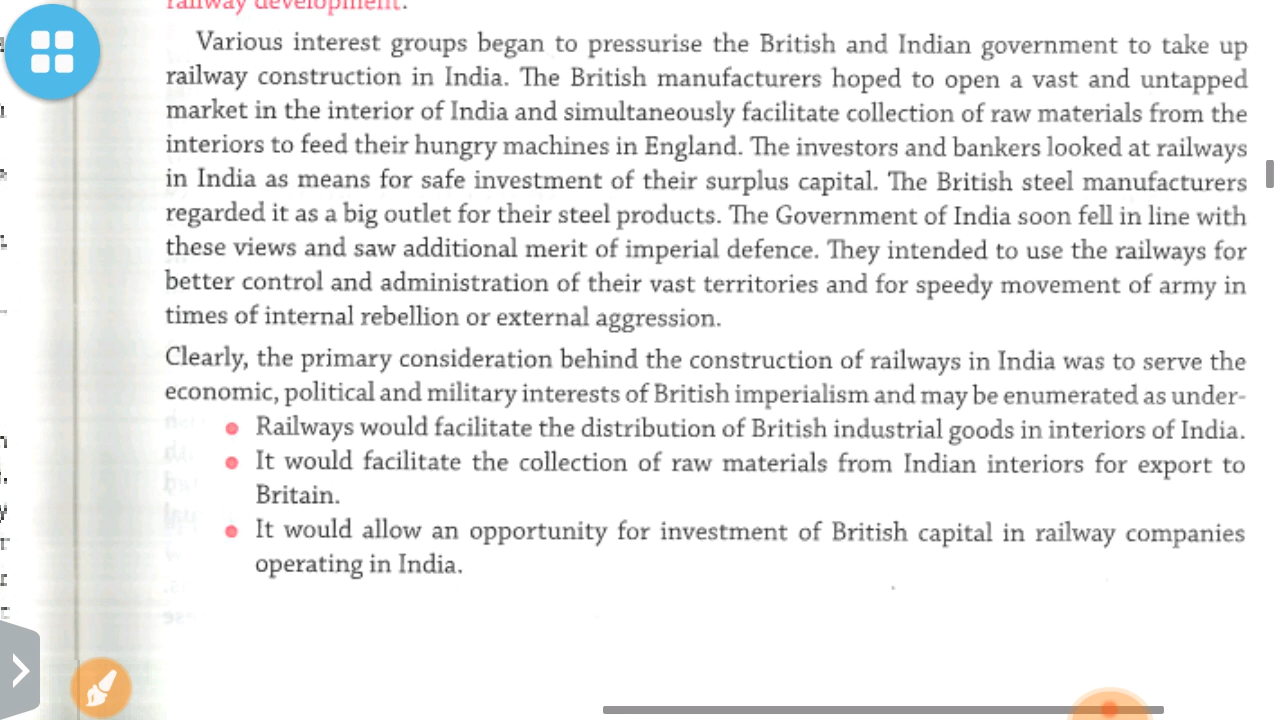 railway development.
Various interest groups began to pressurise the British and Indian government to take up
railway construction in India. The British manufacturers hoped to open a vast and untapped
market in the interior of India and simultaneously facilitate collection of raw materials from the
interiors to feed their hungry machines in England. The investors and bankers looked at railways
in India as means for safe investment of their surplus capital. The British steel manufacturers
regarded it as a big outlet for their steel products. The Government of India soon fell in line with
these views and saw additional merit of imperial defence. They intended to use the railways for
better control and administration of their vast territories and for speedy movement of army in
times of internal rebellion or external aggression.
Clearly, the primary consideration behind the construction of railways in India was to serve the
economic, political and military interests of British imperialism and may be enumerated as under-
• Railways would facilitate the distribution of British industrial goods in interiors of India.
• It would facilitate the collection of raw materials from Indian interiors for export to
Britain.
• It would allow an opportunity for investment of British capital in railway companies
operating in India.